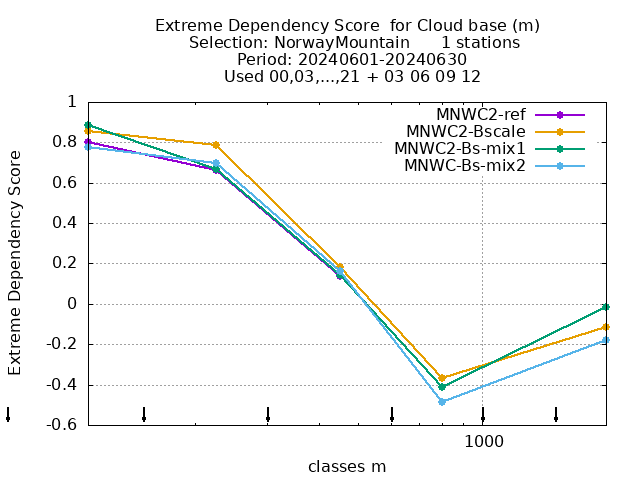 Extreme Dependency Score  for Cloud base (m)
Selection: NorwayMountain      1 stations
Period: 20240601-20240630
Used 00,03,...,21 + 03 06 09 12
MNWC2-ref
MNWC2-Bscale
MNWC2-Bs-mix1
MNWC-Bs-mix2
Extreme Dependency Score
1
0.8
0.6
0.4
0.2
0
-0.2
-0.4
-0.6
1000
classes m